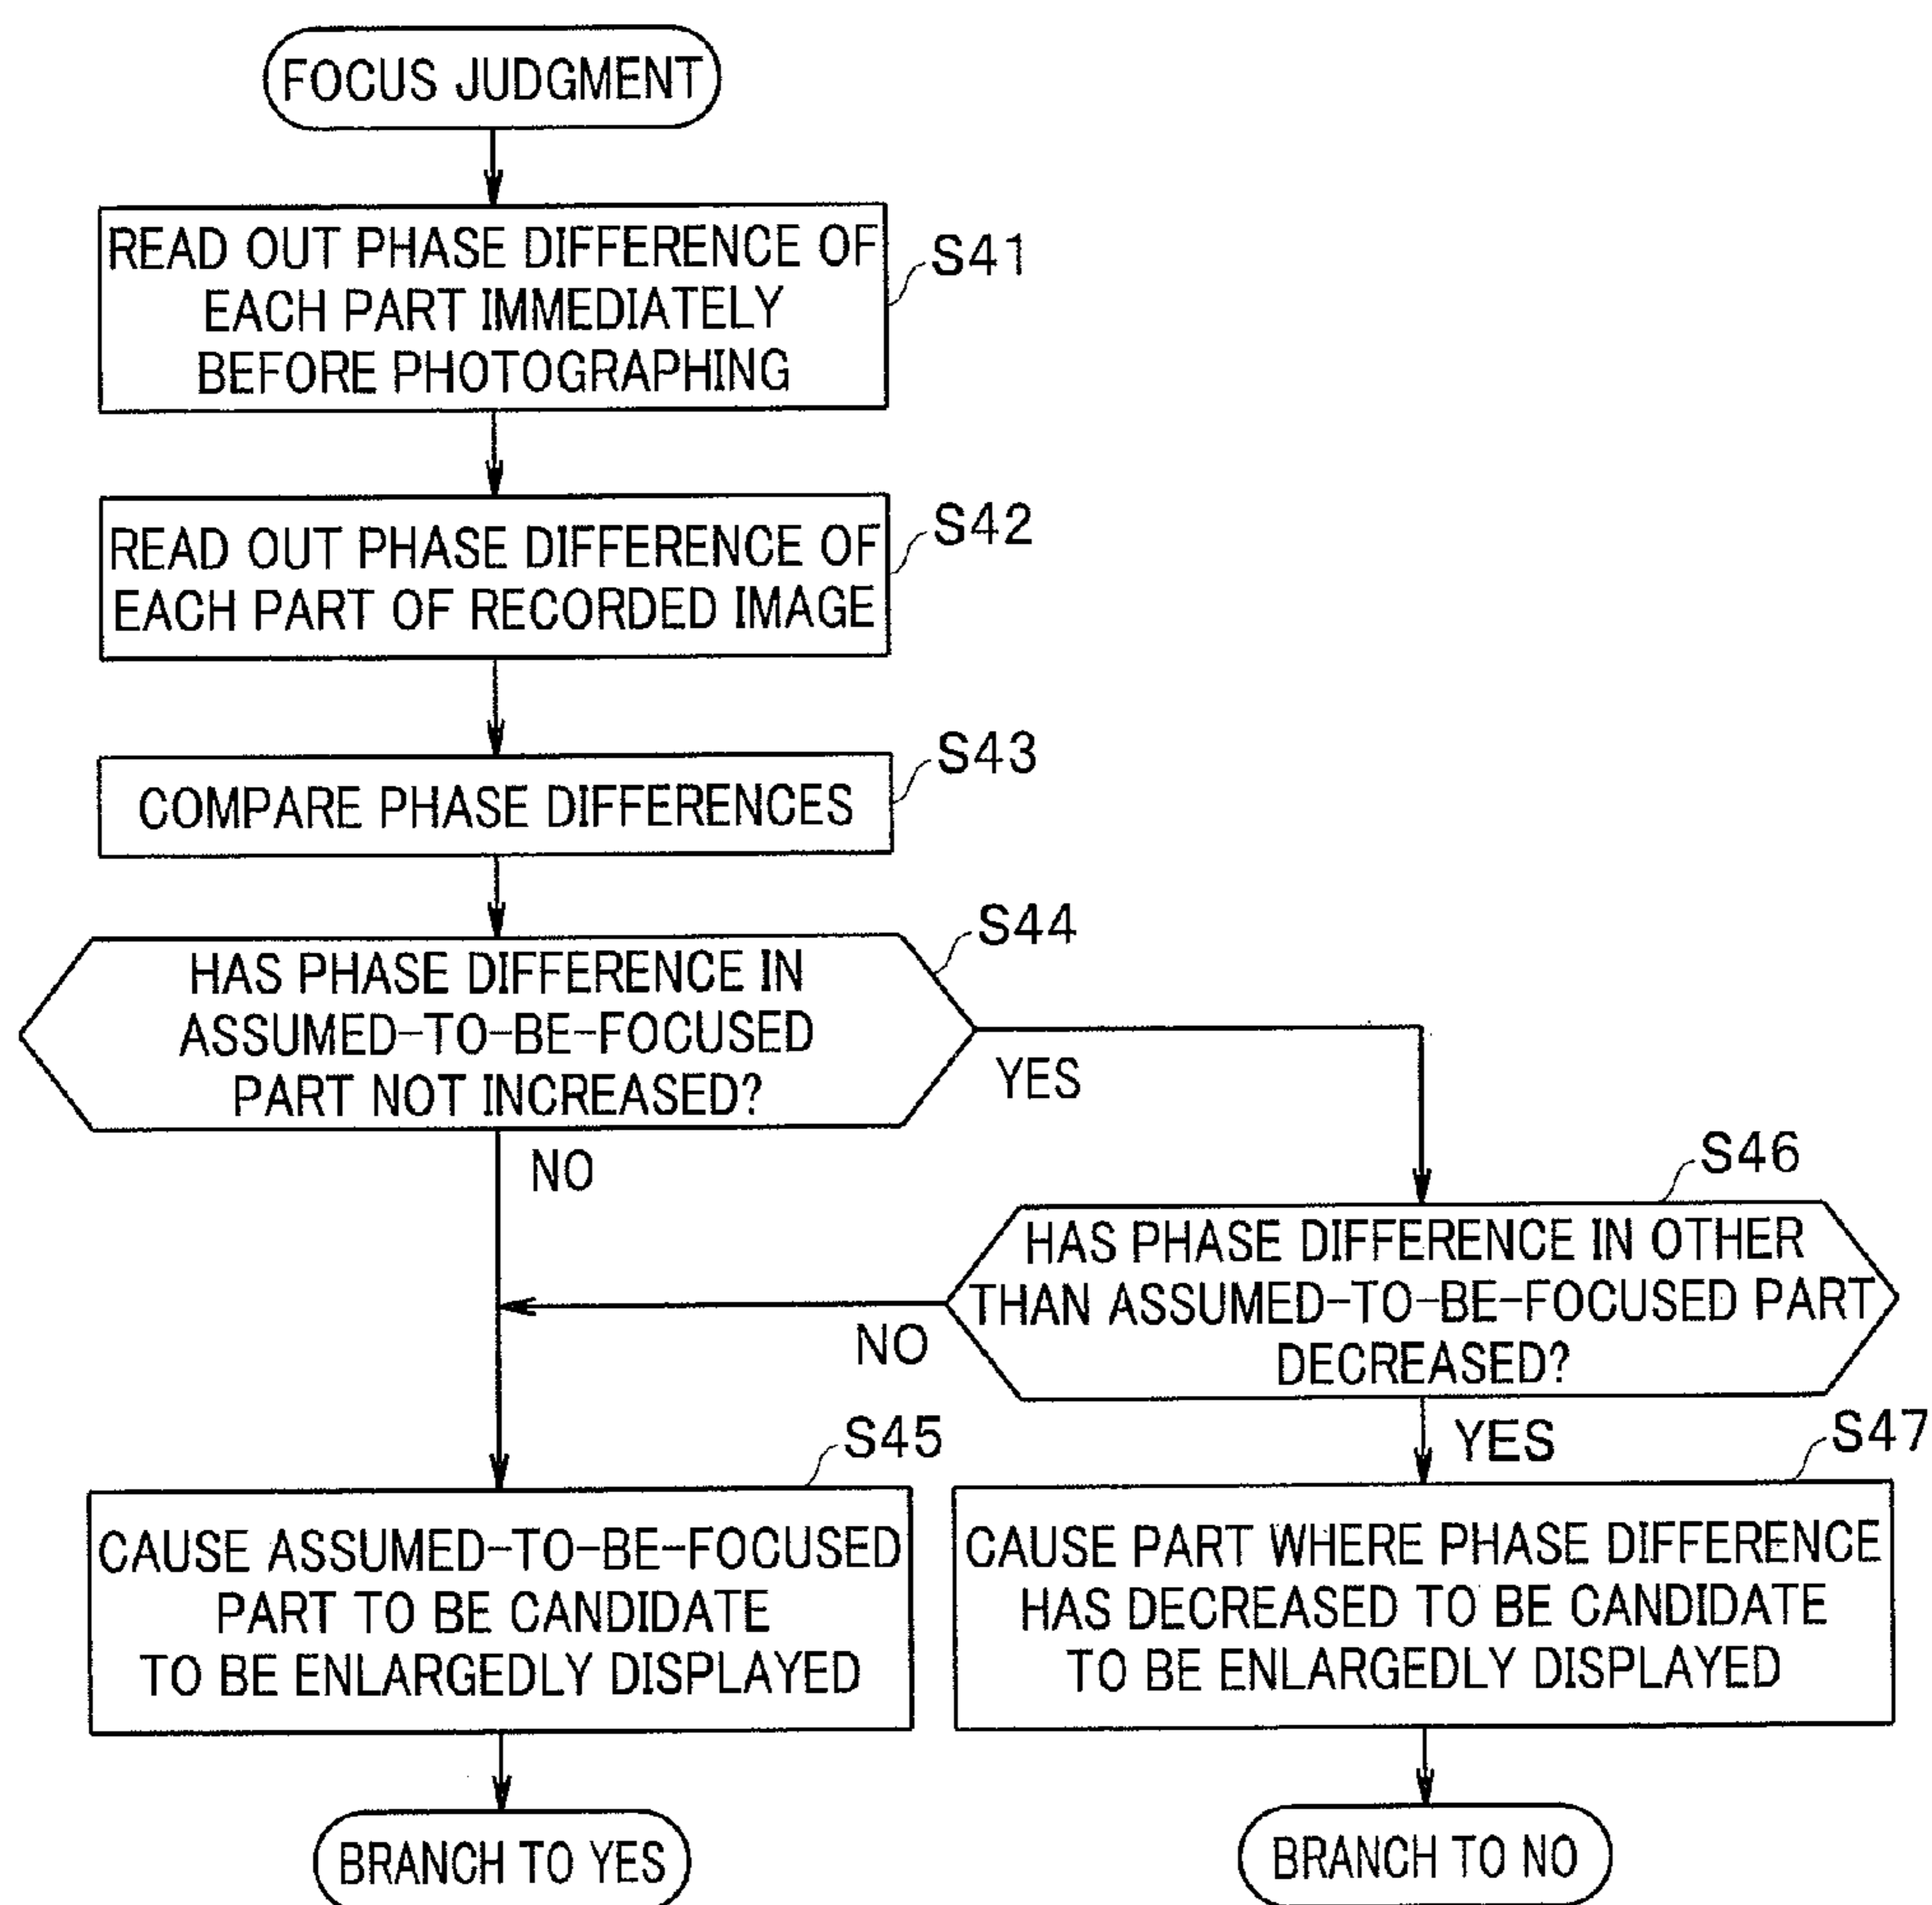 FOCUS JUDGMENT
READ OUT PHASE DIFFERENCE OF
EACH PART IMMEDIATELY
BEFORE PHOTOGRAPHING
S41
READ OUT PHASE DIFFERENCE OF
EACH PART OF RECORDED IMAGE
S42
COMPARE PHASE DIFFERENCES
S43
HAS PHASE DIFFERENCE IN
ASSUMED-TO-BE-FOCUSED
PART NOT INCREASED?
S44
YES
NO
S46
HAS PHASE DIFFERENCE IN OTHER
THAN ASSUMED-TO-BE-FOCUSED PART
DECREASED?
NO
YES
S45
CAUSE ASSUMED-TO-BE-FOCUSED
PART TO BE CANDIDATE
TO BE ENLARGEDLY DISPLAYED
S47
CAUSE PART WHERE PHASE DIFFERENCE
HAS DECREASED TO BE CANDIDATE
TO BE ENLARGEDLY DISPLAYED
BRANCH TO YES
BRANCH TO NO